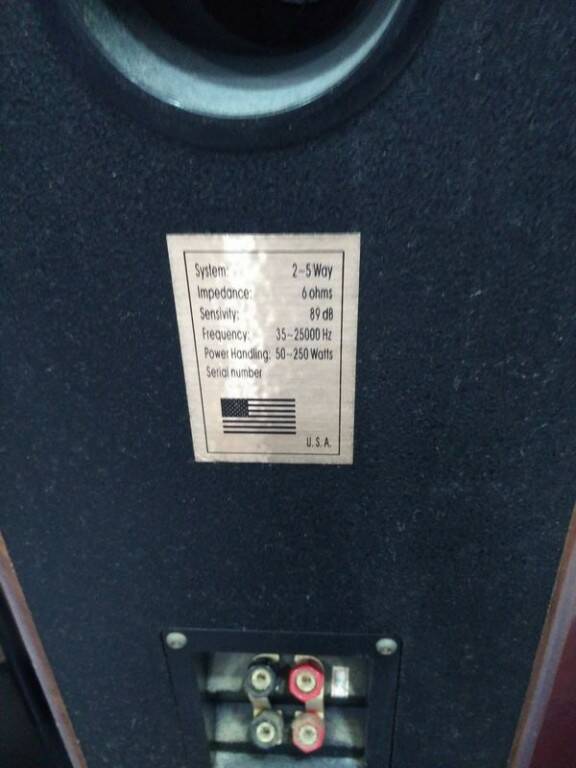 System: 2~5 Way
Impedance: 6 ohms
Sensivity: 89 dB
Frequency: 35~25000 Hz
Power Handling: 50~250 Watts
Serial number
U. S. A.